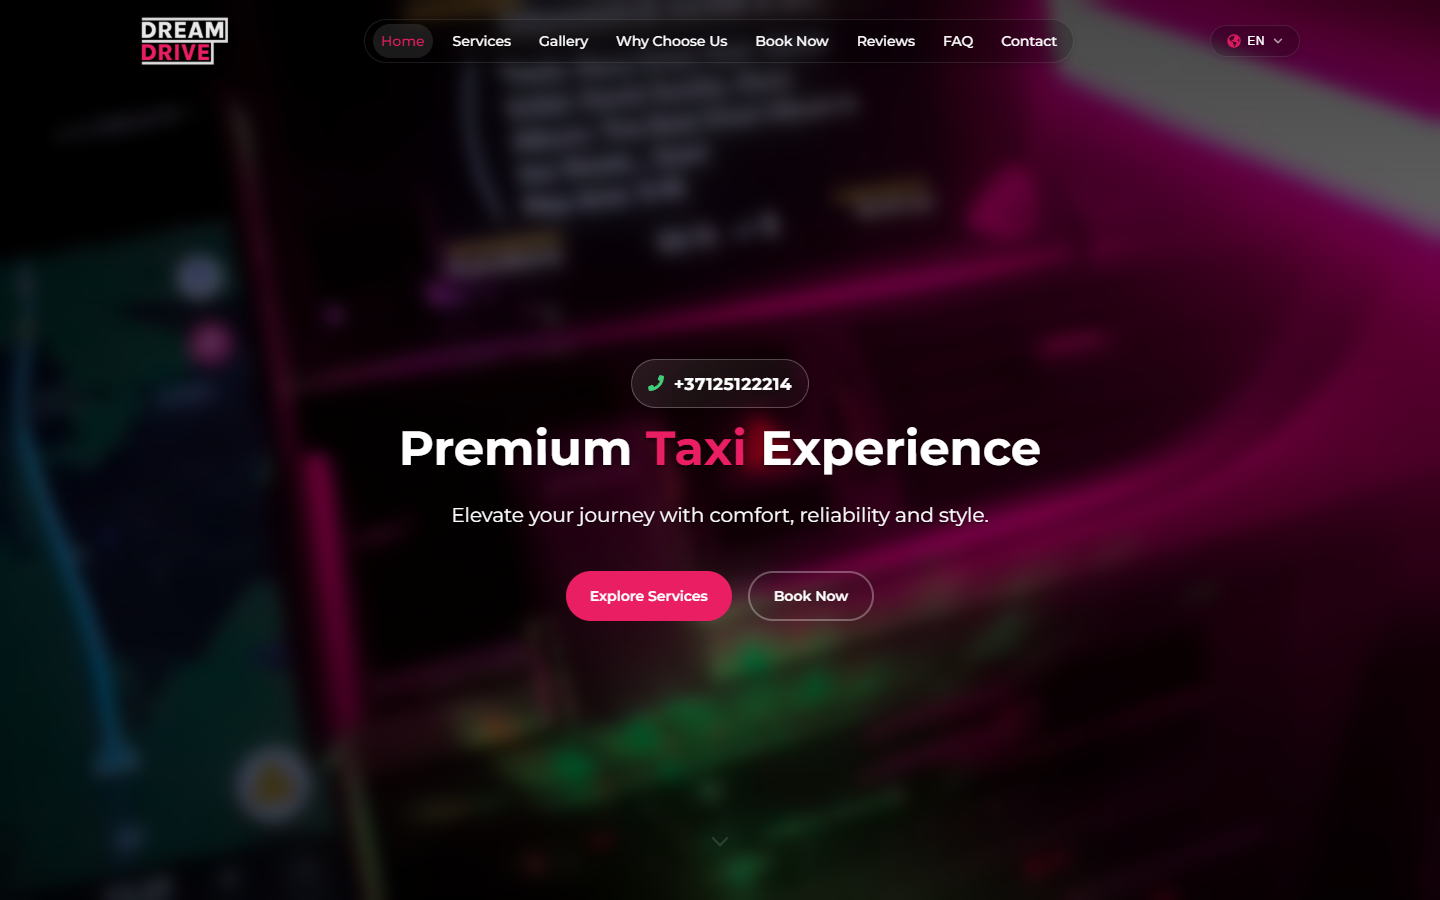 DREAM
DRIVE
Home
Services
Gallery
Why Choose Us
Book Now
Reviews
FAQ
Contact
EN
+37125122214
Premium Taxi Experience
Elevate your journey with comfort, reliability and style.
Explore Services
Book Now